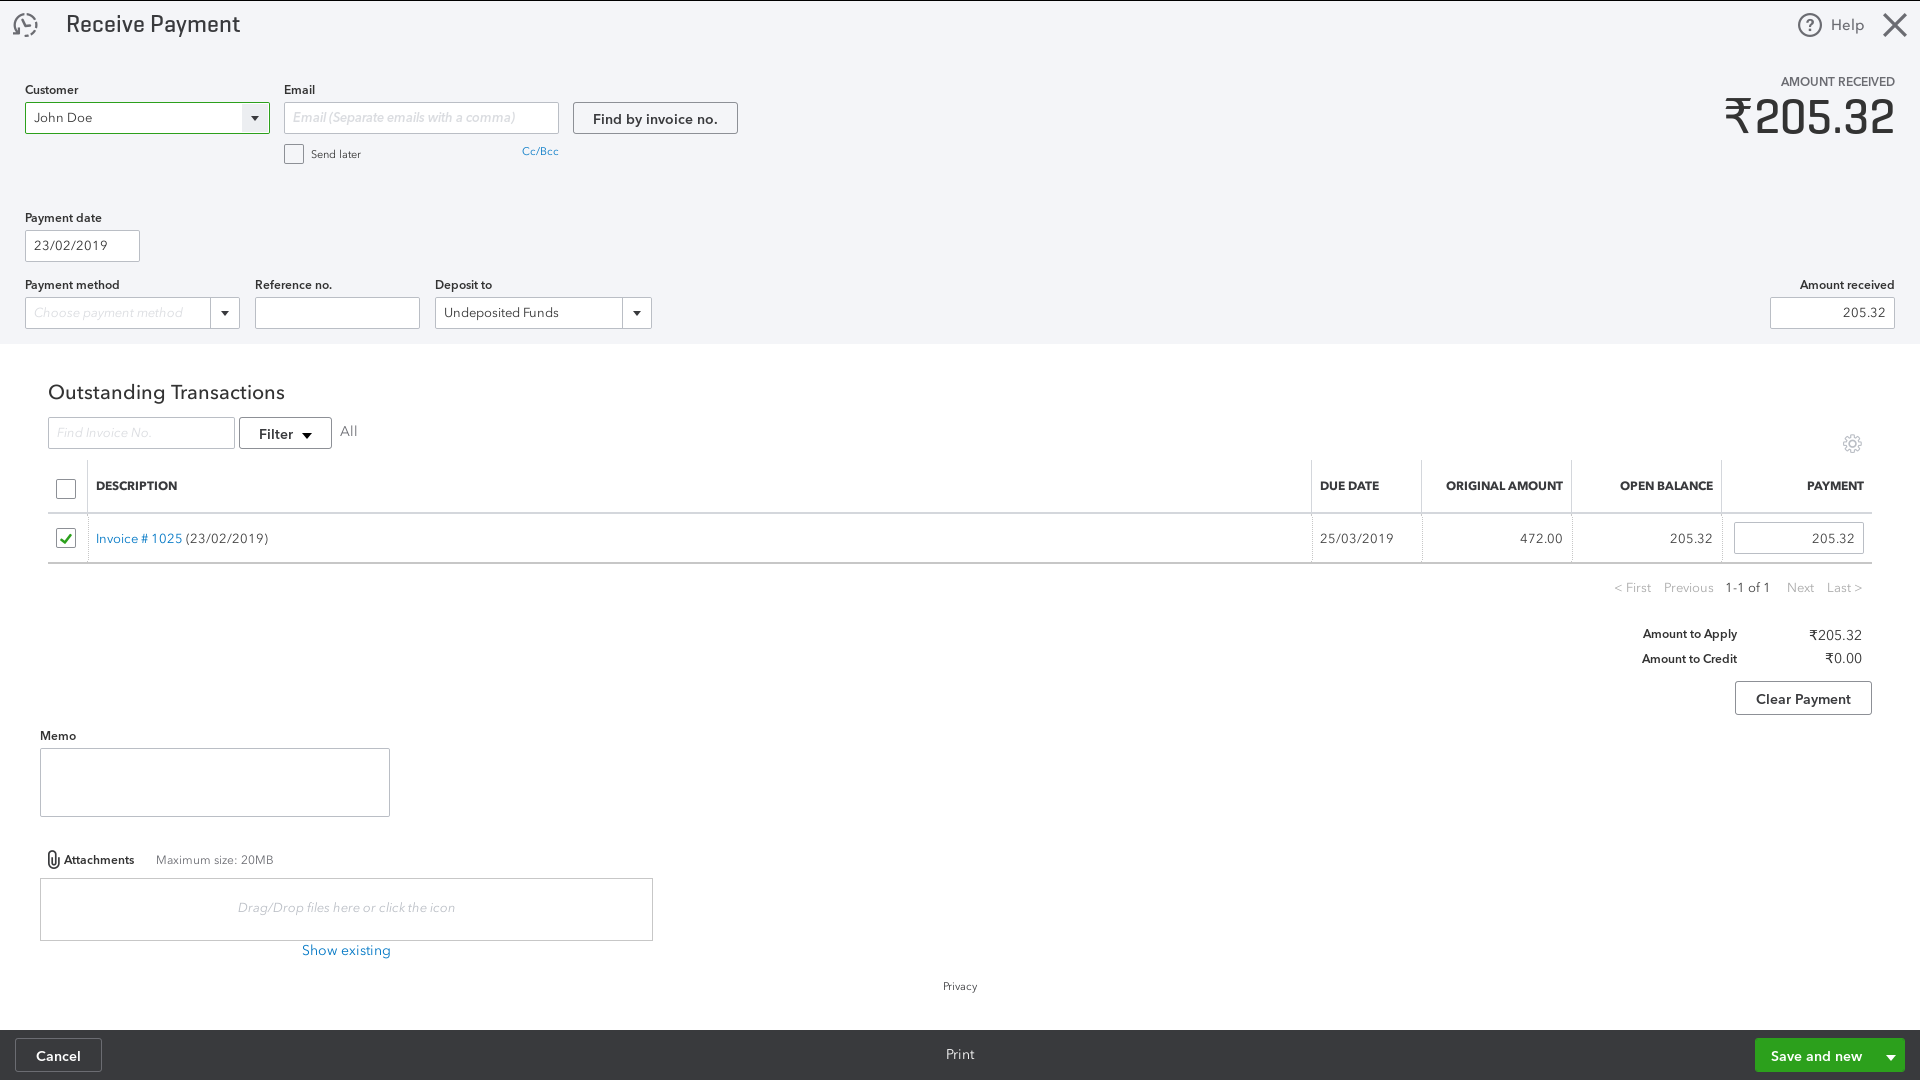 Receive Payment
Help
Customer
John Doe
Email
Email (Separate emails with a comma)
Find by invoice no.
Send later
Cc/Bcc
AMOUNT RECEIVED
₹205.32
Payment date
23/02/2019
Payment method
Choose payment method
Reference no.
Deposit to
Undeposited Funds
Amount received
205.32
Outstanding Transactions
Find Invoice No.
Filter
All
DESCRIPTION DUE DATE ORIGINAL AMOUNT OPEN BALANCE PAYMENT
Invoice # 1025 (23/02/2019) 25/03/2019 472.00 205.32 205.32
< First Previous 1-1 of 1 Next Last >
Amount to Apply ₹205.32
Amount to Credit ₹0.00
Clear Payment
Memo
Attachments Maximum size: 20MB
Drag/Drop files here or click the icon
Show existing
Privacy
Cancel
Print
Save and new